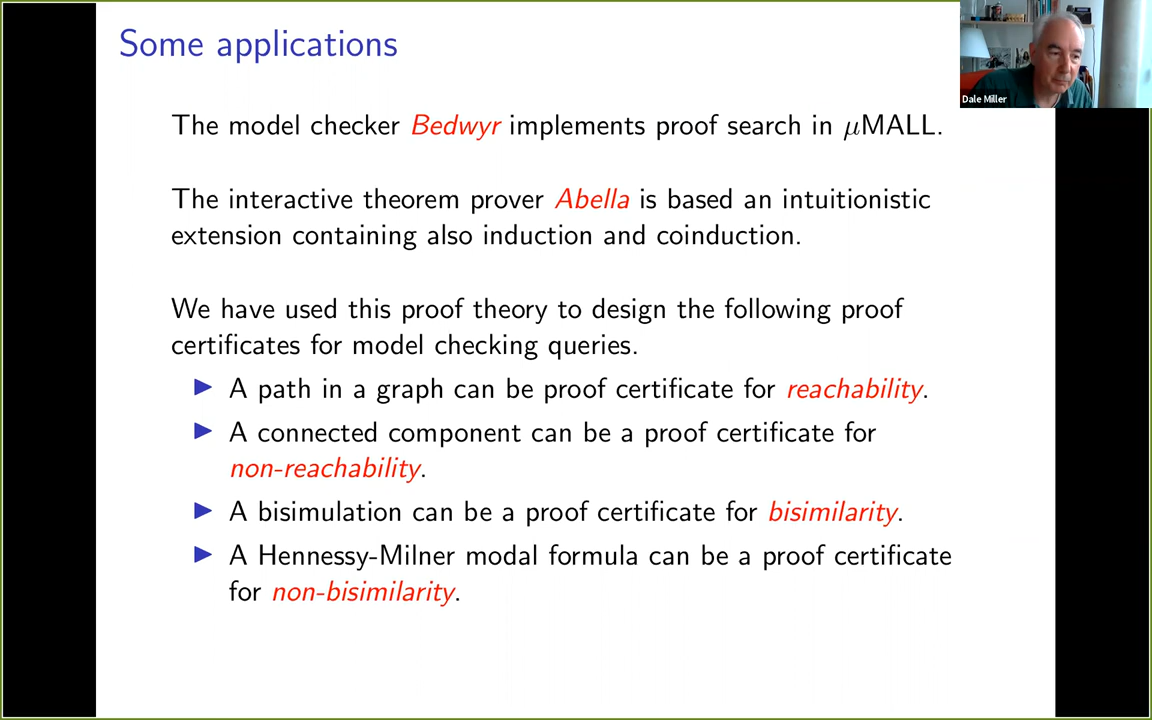 Some applications
Dale Miller
The model checker Bedwyr implements proof search in μMALL.
The interactive theorem prover Abella is based an intuitionistic
extension containing also induction and coinduction.
We have used this proof theory to design the following proof
certificates for model checking queries.
▶ A path in a graph can be proof certificate for reachability.
▶ A connected component can be a proof certificate for
non-reachability.
▶ A bisimulation can be a proof certificate for bisimilarity.
▶ A Hennessy-Milner modal formula can be a proof certificate
for non-bisimilarity.